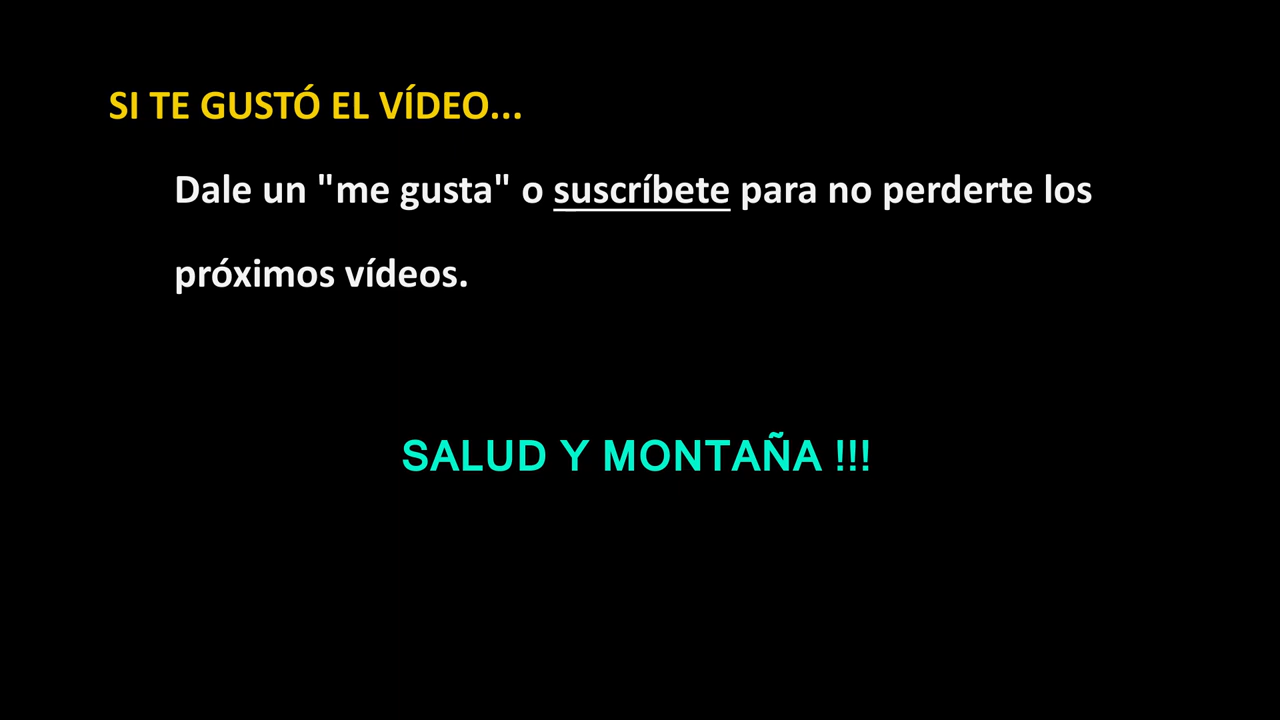 SI TE GUSTÓ EL VÍDEO...
Dale un "me gusta" o suscríbete para no perderte los
próximos vídeos.
SALUD Y MONTAÑA !!!